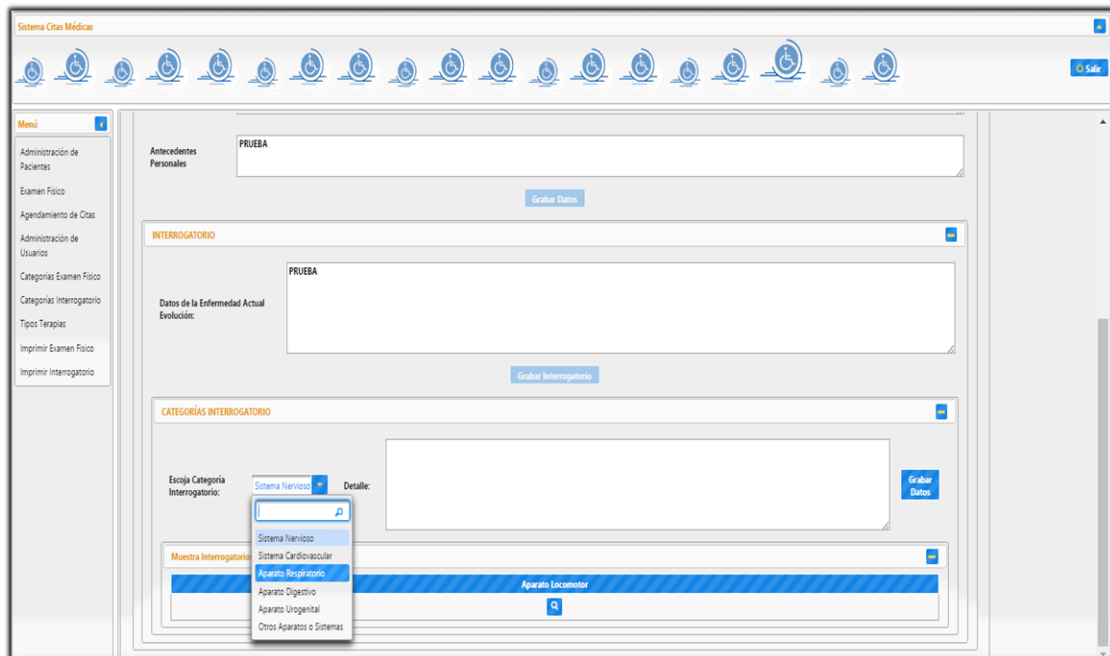 Sistema Citas Médicas
Salir
Menú
Administración de
Pacientes
Examen Físico
Agendamiento de Citas
Administración de
Usuarios
Categorías Examen Físico
Categorías Interrogatorio
Tipos Terapias
Imprimir Examen Fisico
Imprimir Interrogatorio
Antecedentes
Personales
PRUEBA
Grabar Datos
INTERROGATORIO
Datos de la Enfermedad Actual
Evolución:
PRUEBA
Grabar Interrogatorio
CATEGORÍAS INTERROGATORIO
Escoja Categoría
Interrogatorio:
Sistema Nervioso
Detalle:
Grabar
Datos
Sistema Nervioso
Sistema Cardiovascular
Aparato Respiratorio
Aparato Digestivo
Aparato Urogenital
Otros Aparatos o Sistemas
Muestra Interrogatorio
Aparato Locomotor